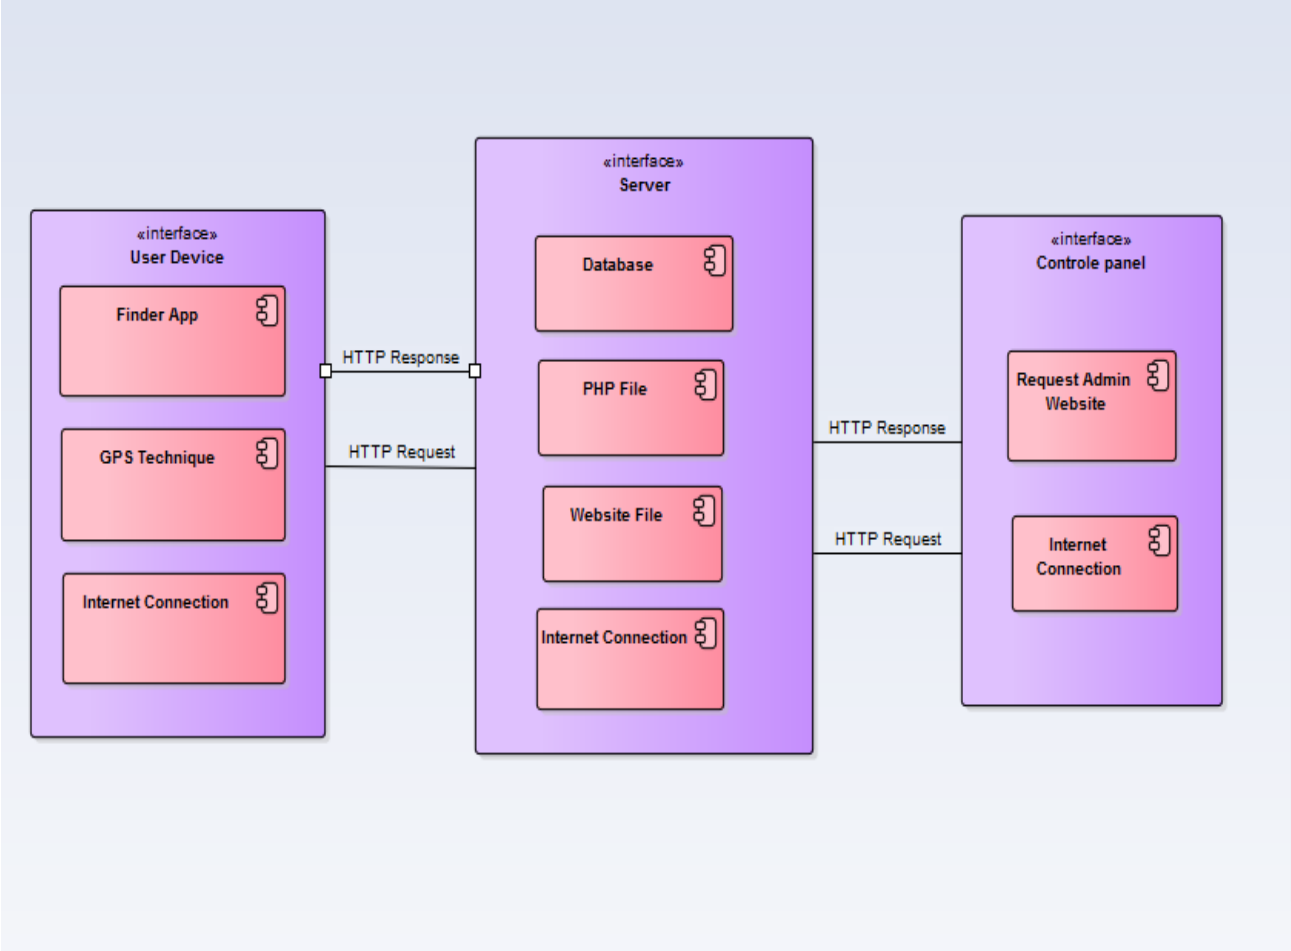 «interface»
User Device
Finder App
GPS Technique
Internet Connection
HTTP Response
HTTP Request
«interface»
Server
Database
PHP File
Website File
Internet Connection
HTTP Response
HTTP Request
«interface»
Controle panel
Request Admin
Website
Internet
Connection